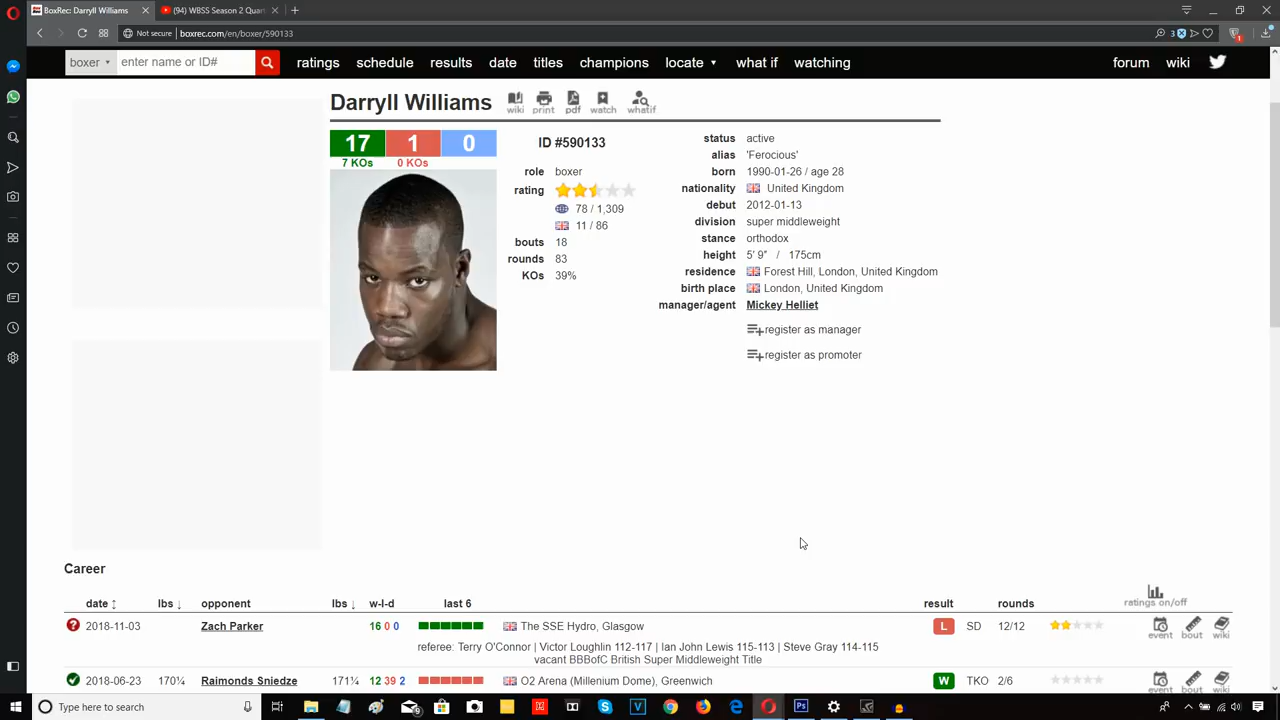 BoxRec: Darryll Williams
(94) WBSS Season 2 Quart
Not secure
boxrec.com/en/boxer/590133
3
boxer
enter name or ID#
ratings
schedule
results
date
titles
champions
locate
what if
watching
forum
wiki
Darryll Williams
wiki
print
pdf
watch
whatif
17
1
0
7 KOs
0 KOs
ID #590133
role boxer
rating
78 / 1,309
11 / 86
bouts 18
rounds 83
KOs 39%
status active
alias 'Ferocious'
born 1990-01-26 / age 28
nationality United Kingdom
debut 2012-01-13
division super middleweight
stance orthodox
height 5′ 9″ / 175cm
residence Forest Hill, London, United Kingdom
birth place London, United Kingdom
manager/agent Mickey Helliet
register as manager
register as promoter
Career
ratings on/off
date lbs opponent lbs w-l-d last 6 result rounds
2018-11-03 Zach Parker 16 0 0 The SSE Hydro, Glasgow L SD 12/12
event bout wiki
referee: Terry O'Connor | Victor Loughlin 112-117 | Ian John Lewis 115-113 | Steve Gray 114-115
vacant BBBofC British Super Middleweight Title
2018-06-23 170¼ Raimonds Sniedze 171¼ 12 39 2 O2 Arena (Millenium Dome), Greenwich W TKO 2/6
event bout wiki
Type here to search